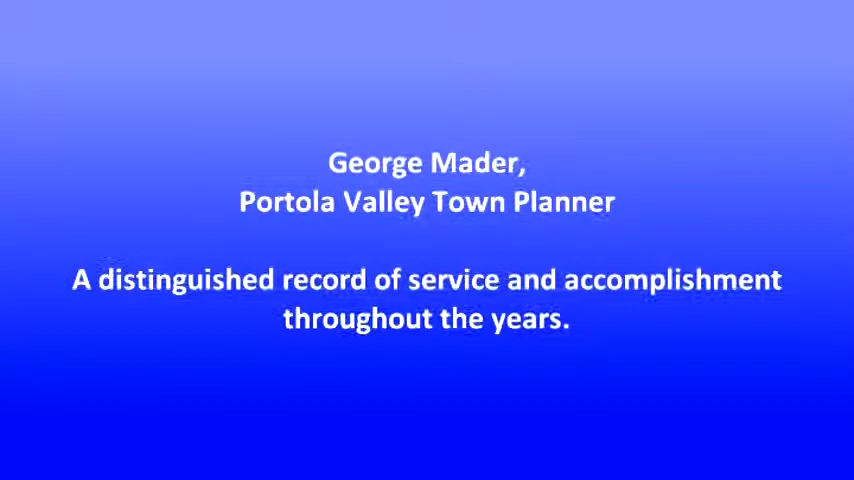 George Mader,
Portola Valley Town Planner
A distinguished record of service and accomplishment
throughout the years.